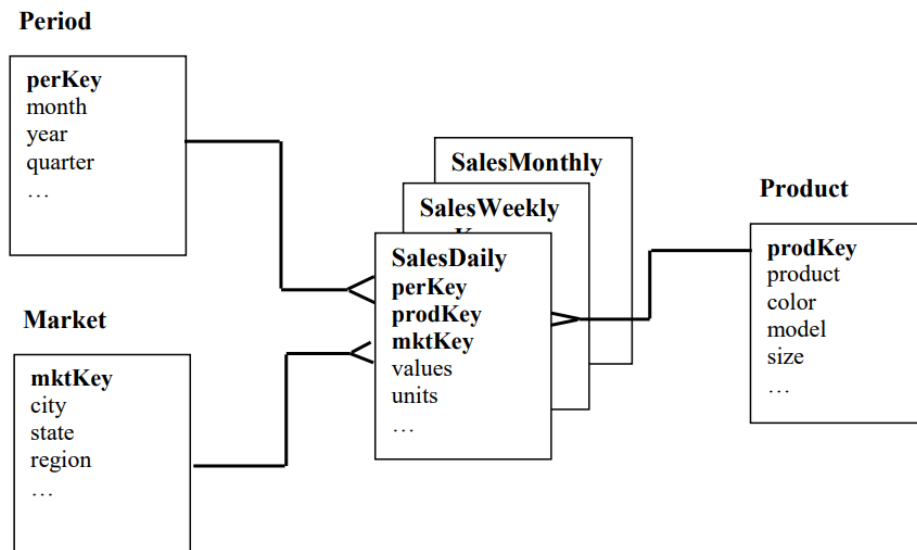 Period
perKey
month
year
quarter
…
Market
mktKey
city
state
region
…
SalesMonthly
SalesWeekly
SalesDaily
perKey
prodKey
mktKey
values
units
…
Product
prodKey
product
color
model
size
…